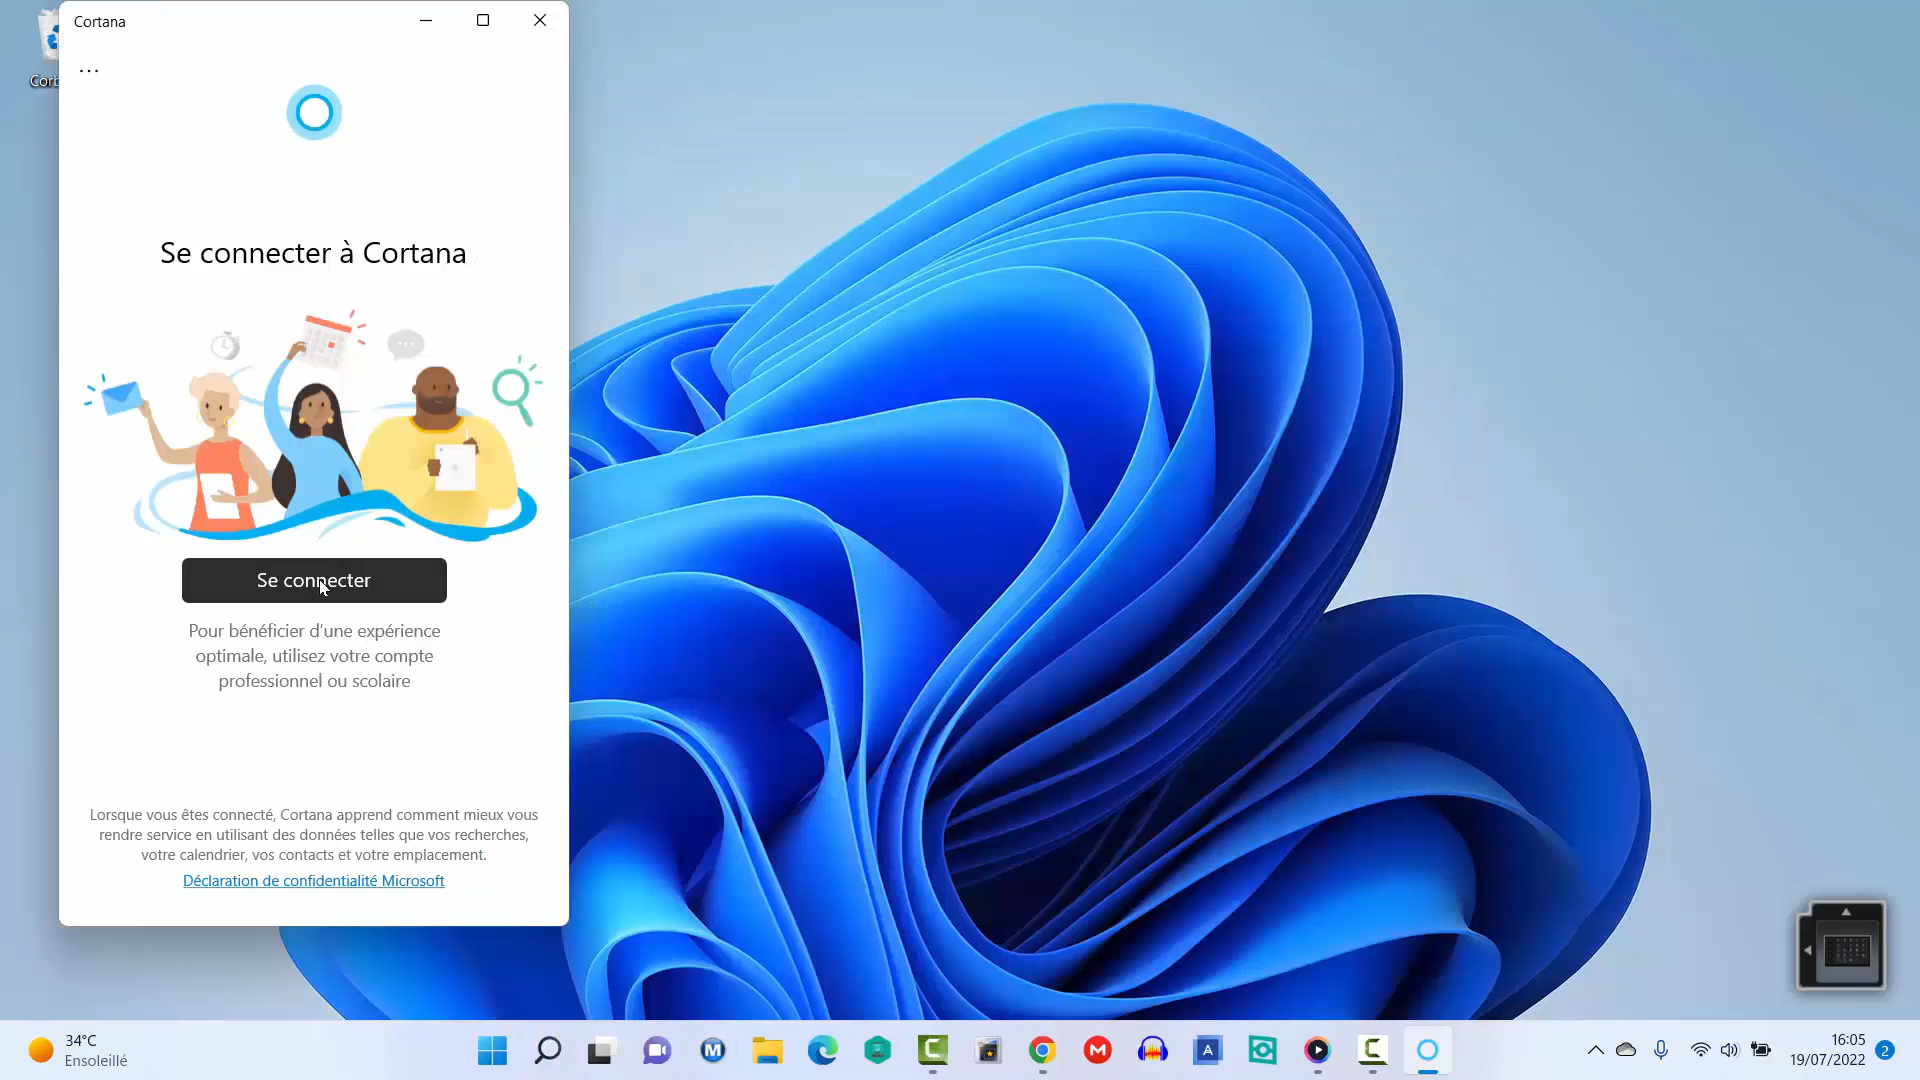 Cortana
...
Corb
Se connecter à Cortana
Se connecter
Pour bénéficier d'une expérience
optimale, utilisez votre compte
professionnel ou scolaire
Lorsque vous êtes connecté, Cortana apprend comment mieux vous
rendre service en utilisant des données telles que vos recherches,
votre calendrier, vos contacts et votre emplacement.
Déclaration de confidentialité Microsoft
34°C
Ensoleillé
16:05
19/07/2022
2